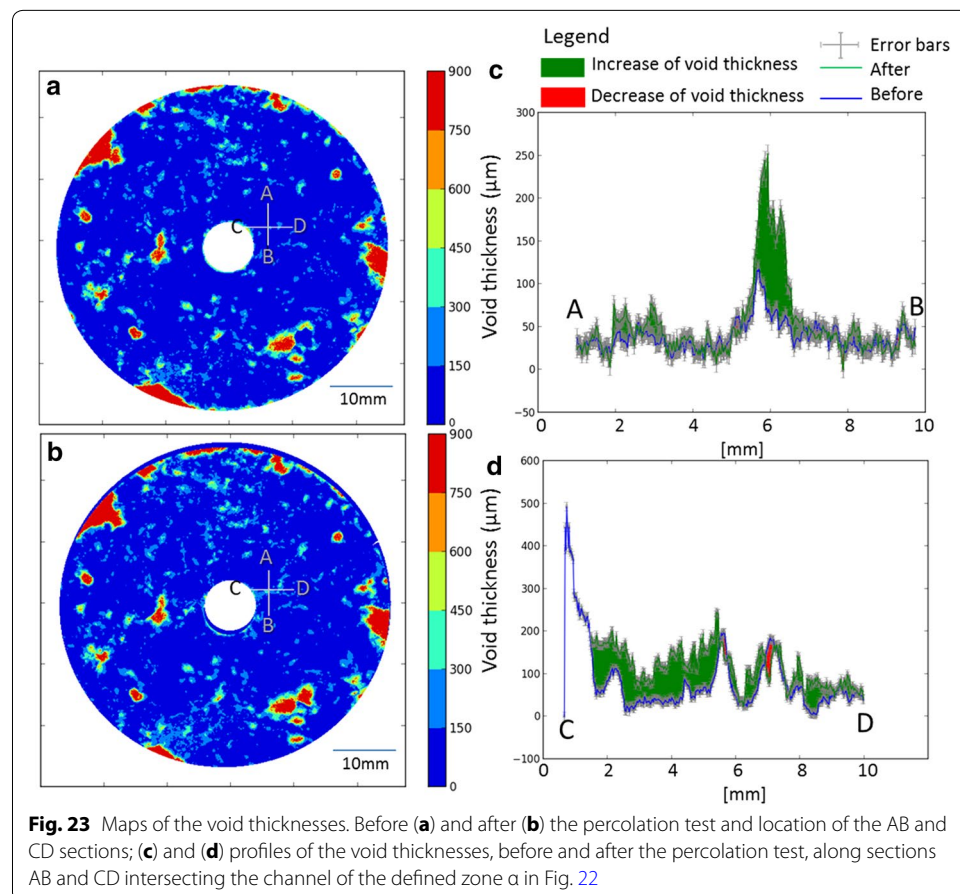 Legend
Increase of void thickness
Decrease of void thickness
Error bars
After
Before
a
900
750
600
450
300
150
0
A
C
D
B
10mm
b
900
750
600
450
300
150
0
A
C
D
B
10mm
c
Void thickness (µm)
300
250
200
150
100
50
0
−50
A
B
0
2
4
6
8
10
[mm]
d
Void thickness (µm)
600
500
400
300
200
100
0
−100
C
D
0
2
4
6
8
10
[mm]
Fig. 23 Maps of the void thicknesses. Before (a) and after (b) the percolation test and location of the AB and
CD sections; (c) and (d) profiles of the void thicknesses, before and after the percolation test, along sections
AB and CD intersecting the channel of the defined zone α in Fig. 22